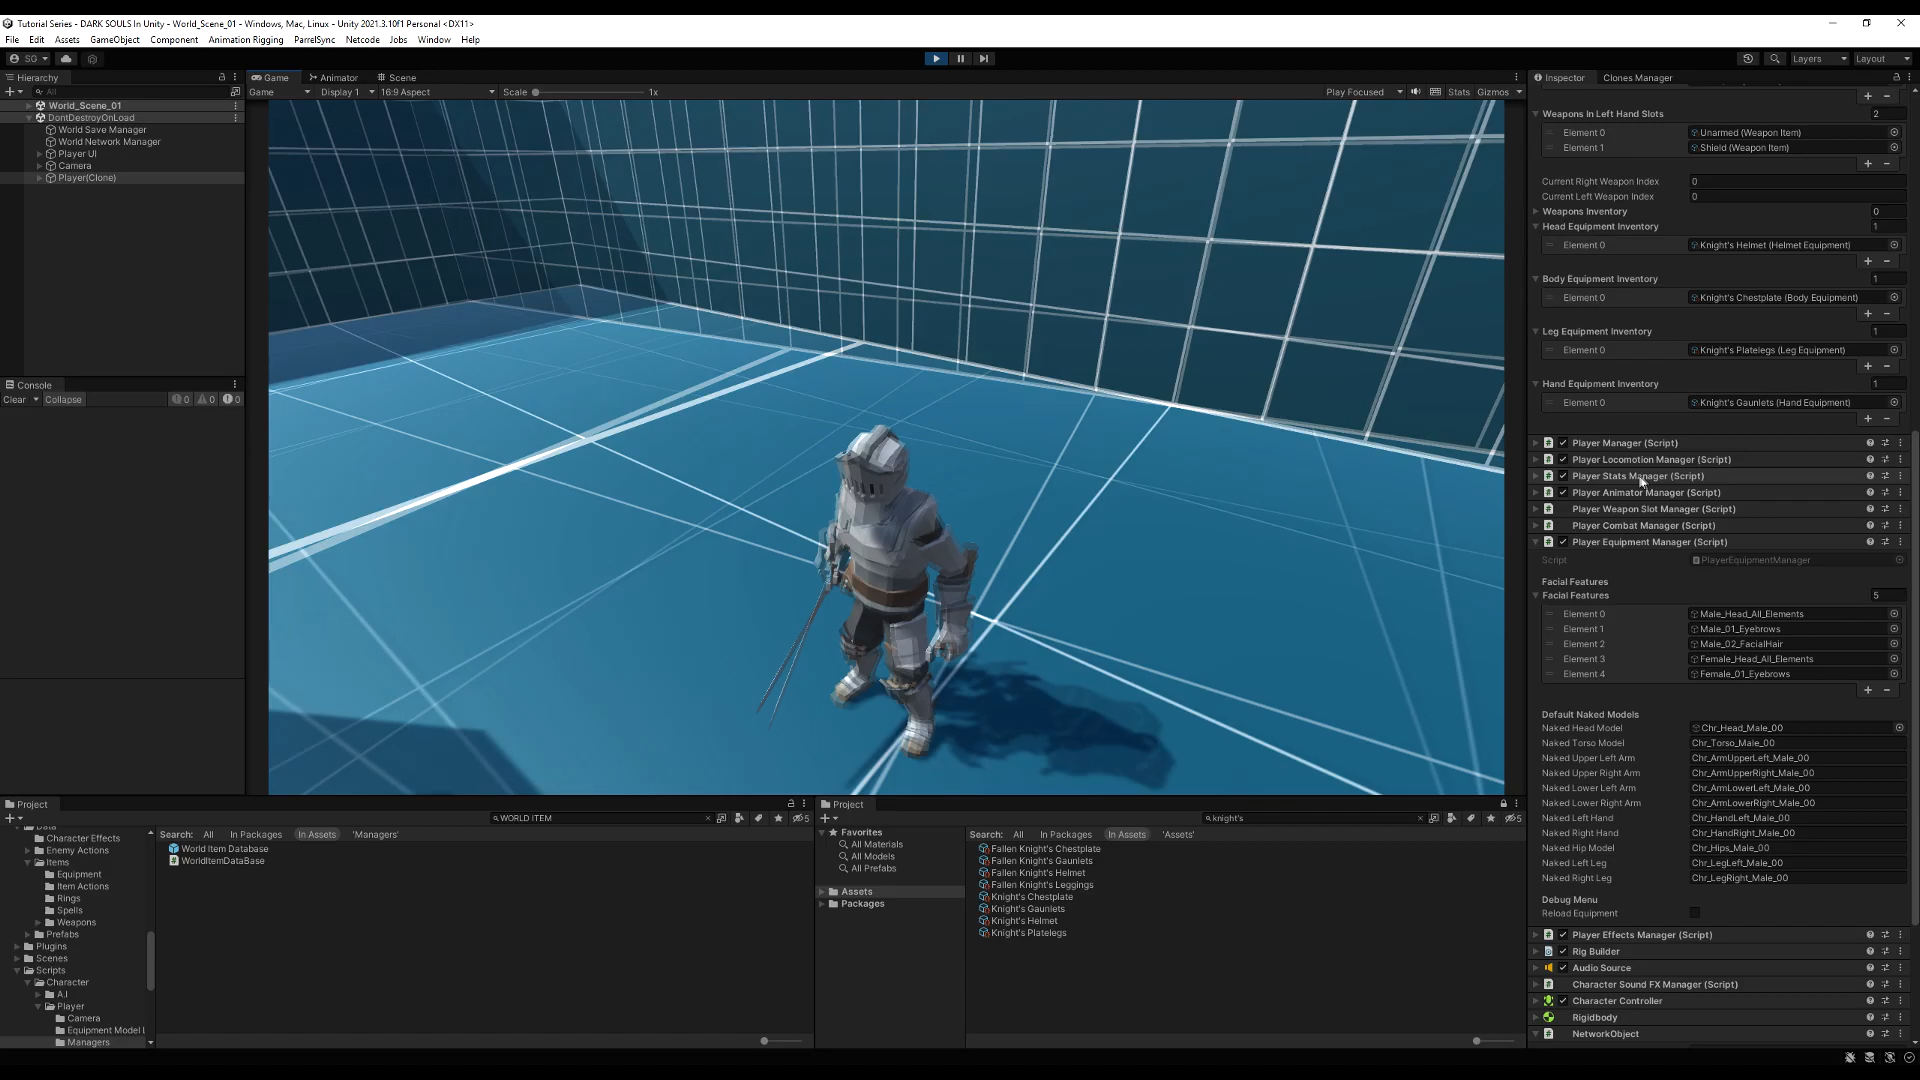 Tutorial Series - DARK SOULS In Unity - World_Scene_01 - Windows, Mac, Linux - Unity 2021.3.10f1 Personal <DX11>
File Edit Assets GameObject Component Animation Rigging ParrelSync Netcode Jobs Window Help
SG Layers Layout
Hierarchy
All
World_Scene_01
DontDestroyOnLoad
World Save Manager
World Network Manager
Player UI
Camera
Player(Clone)
Console
Clear Collapse 0 0 0
Game Animator Scene
Game Display 1 16:9 Aspect Scale 1x Play Focused Stats Gizmos
Inspector Clones Manager
Weapons In Left Hand Slots 2
Element 0 Unarmed (Weapon Item)
Element 1 Shield (Weapon Item)
Current Right Weapon Index 0
Current Left Weapon Index 0
Weapons Inventory 0
Head Equipment Inventory 1
Element 0 Knight's Helmet (Helmet Equipment)
Body Equipment Inventory 1
Element 0 Knight's Chestplate (Body Equipment)
Leg Equipment Inventory 1
Element 0 Knight's Platelegs (Leg Equipment)
Hand Equipment Inventory 1
Element 0 Knight's Gaunlets (Hand Equipment)
Player Manager (Script)
Player Locomotion Manager (Script)
Player Stats Manager (Script)
Player Animator Manager (Script)
Player Weapon Slot Manager (Script)
Player Combat Manager (Script)
Player Equipment Manager (Script)
Script PlayerEquipmentManager
Facial Features
Facial Features 5
Element 0 Male_Head_All_Elements
Element 1 Male_01_Eyebrows
Element 2 Male_02_FacialHair
Element 3 Female_Head_All_Elements
Element 4 Female_01_Eyebrows
Default Naked Models
Naked Head Model Chr_Head_Male_00
Naked Torso Model Chr_Torso_Male_00
Naked Upper Left Arm Chr_ArmUpperLeft_Male_00
Naked Upper Right Arm Chr_ArmUpperRight_Male_00
Naked Lower Left Arm Chr_ArmLowerLeft_Male_00
Naked Lower Right Arm Chr_ArmLowerRight_Male_00
Naked Left Hand Chr_HandLeft_Male_00
Naked Right Hand Chr_HandRight_Male_00
Naked Hip Model Chr_Hips_Male_00
Naked Left Leg Chr_LegLeft_Male_00
Naked Right Leg Chr_LegRight_Male_00
Debug Menu
Reload Equipment
Player Effects Manager (Script)
Rig Builder
Audio Source
Character Sound FX Manager (Script)
Character Controller
Rigidbody
NetworkObject
Project
WORLD ITEM 5
Character Effects
Enemy Actions
Items
Equipment
Item Actions
Rings
Spells
Weapons
Prefabs
Plugins
Scenes
Scripts
Character
A.I
Player
Camera
Equipment Model L
Managers
Search: All In Packages In Assets 'Managers'
World Item Database
WorldItemDataBase
Project
knight's 5
Favorites
All Materials
All Models
All Prefabs
Assets
Packages
Search: All In Packages In Assets 'Assets'
Fallen Knight's Chestplate
Fallen Knight's Gaunlets
Fallen Knight's Helmet
Fallen Knight's Leggings
Knight's Chestplate
Knight's Gaunlets
Knight's Helmet
Knight's Platelegs